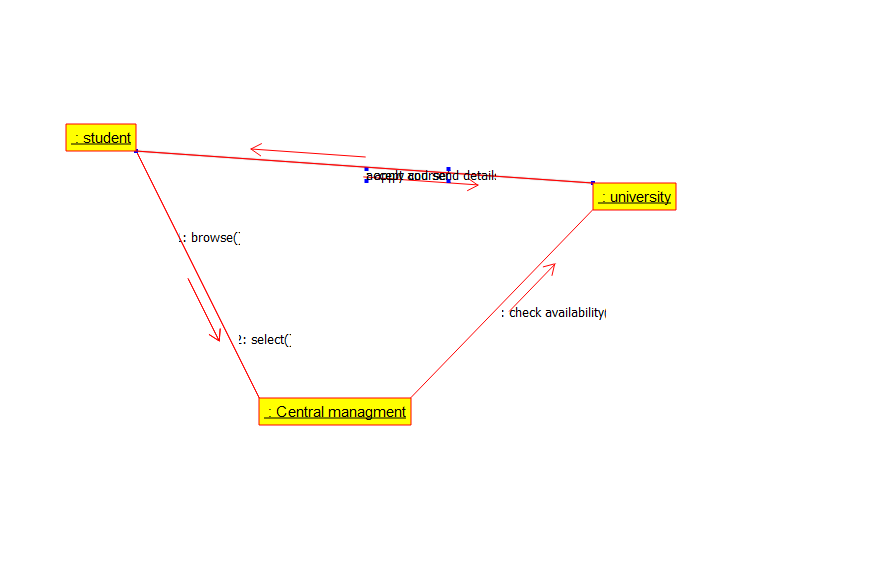 : student
: university
: browse()
2: select()
: check availability(
: Central managment